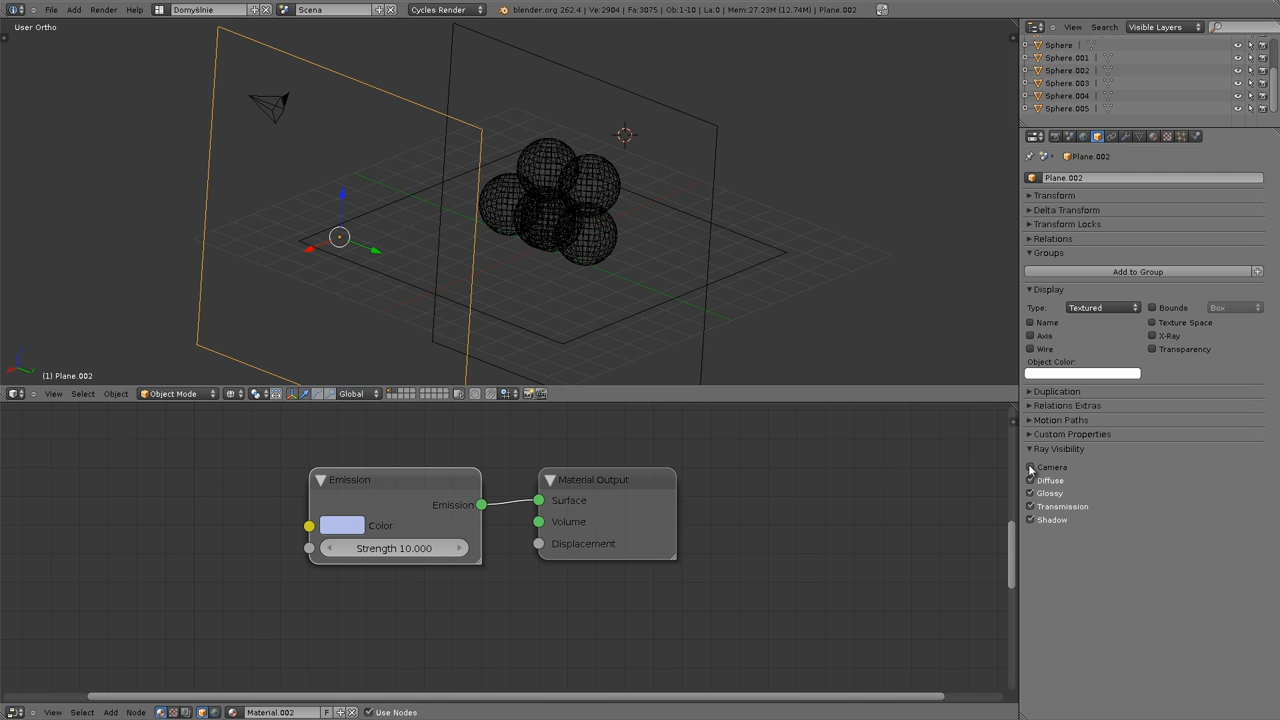 File Add Render Help Domyślnie 1-10 Scena Cycles Render blender.org 262.4 | Ve:2904 | Fa:3075 | Ob:1-10 | La:0 | Mem:27.23M (12.74M) | Plane.002
User Ortho
(1) Plane.002
View Select Object Object Mode Global
View Search Visible Layers
Sphere
Sphere.001
Sphere.002
Sphere.003
Sphere.004
Sphere.005
Plane.002
Plane.002
Transform
Delta Transform
Transform Locks
Relations
Groups
Add to Group
Display
Type: Textured Bounds Box
Name Texture Space
Axis X-Ray
Wire Transparency
Object Color:
Duplication
Relations Extras
Motion Paths
Custom Properties
Ray Visibility
Camera
Diffuse
Glossy
Transmission
Shadow
Emission
Emission
Color
Strength 10.000
Material Output
Surface
Volume
Displacement
View Select Add Node Material.002 F Use Nodes